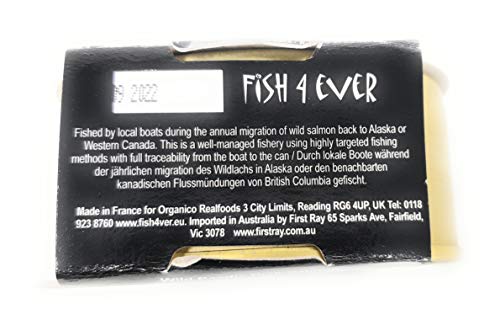 09 2022
FISH 4 EVER
Fished by local boats during the annual migration of wild salmon back to Alaska or
Western Canada. This is a well-managed fishery using highly targeted fishing
methods with full traceability from the boat to the can / Durch lokale Boote während
der jährlichen migration des Wildlachs in Alaska oder den benachbarten
kanadischen Flussmündungen von British Columbia gefischt.
Made in France for Organico Realfoods 3 City Limits, Reading RG6 4UP, UK Tel: 0118
923 8760 www.fish4ver.eu. Imported in Australia by First Ray 65 Sparks Ave, Fairfield,
Vic 3078 www.firstray.com.au